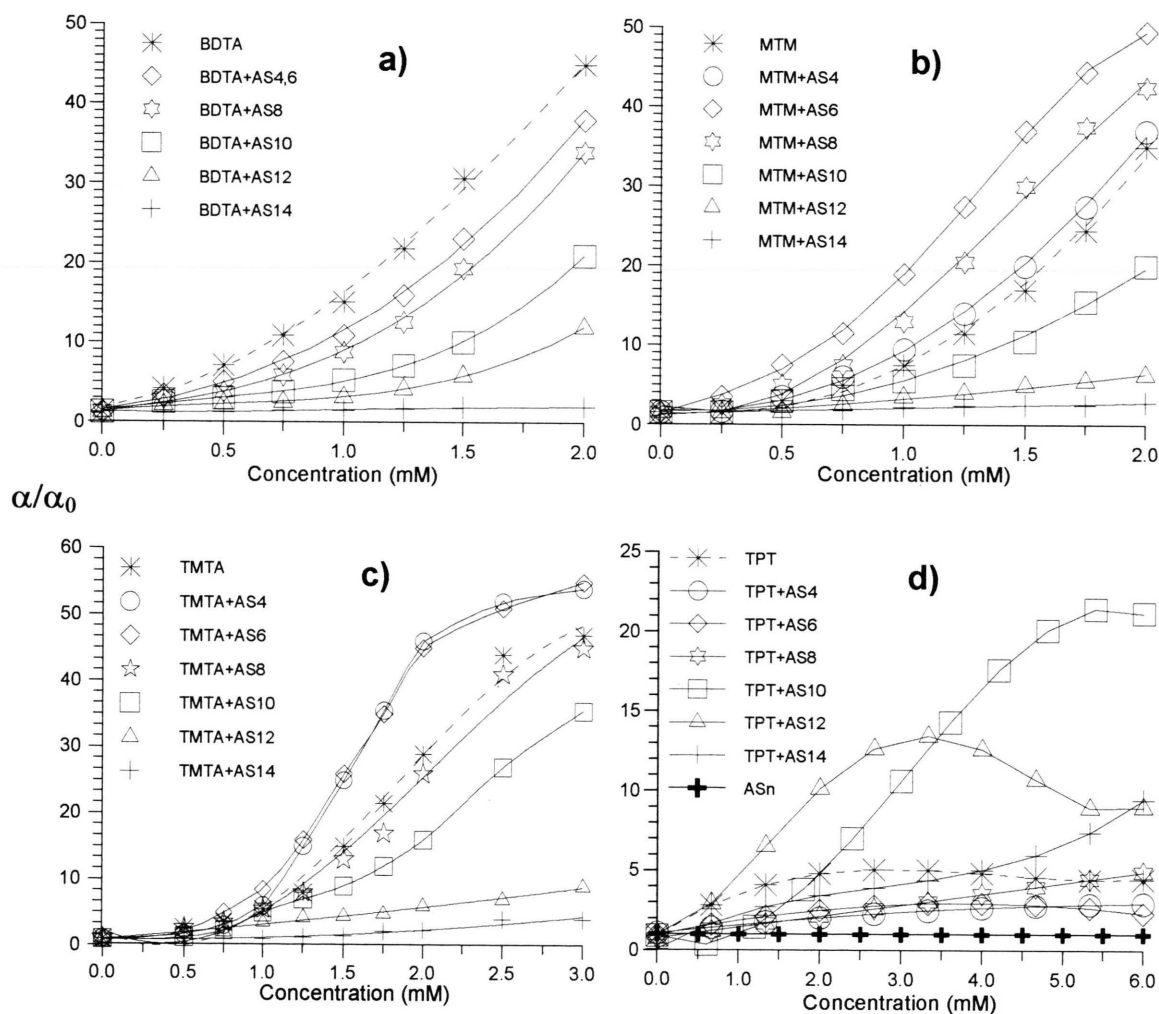 a)
50
40
30
20
10
0
BDTA
BDTA+AS4,6
BDTA+AS8
BDTA+AS10
BDTA+AS12
BDTA+AS14
0.0 0.5 1.0 1.5 2.0
Concentration (mM)
b)
50
40
30
20
10
0
MTM
MTM+AS4
MTM+AS6
MTM+AS8
MTM+AS10
MTM+AS12
MTM+AS14
0.0 0.5 1.0 1.5 2.0
Concentration (mM)
α/α0
c)
60
50
40
30
20
10
0
TMTA
TMTA+AS4
TMTA+AS6
TMTA+AS8
TMTA+AS10
TMTA+AS12
TMTA+AS14
0.0 0.5 1.0 1.5 2.0 2.5 3.0
Concentration (mM)
d)
25
20
15
10
5
0
TPT
TPT+AS4
TPT+AS6
TPT+AS8
TPT+AS10
TPT+AS12
TPT+AS14
ASn
0.0 1.0 2.0 3.0 4.0 5.0 6.0
Concentration (mM)